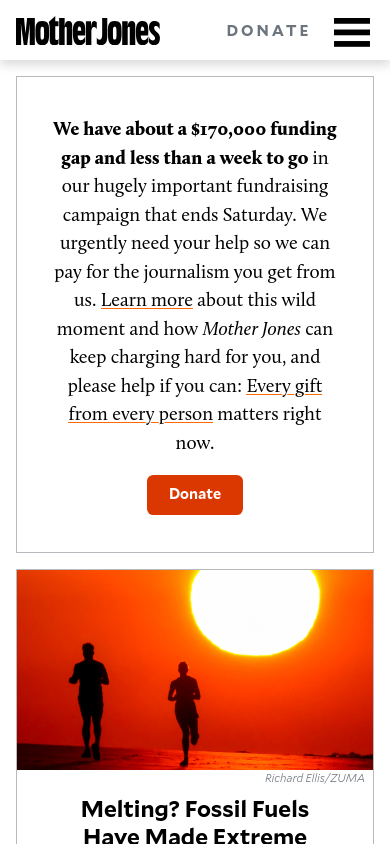 Mother Jones
DONATE
We have about a $170,000 funding
gap and less than a week to go in
our hugely important fundraising
campaign that ends Saturday. We
urgently need your help so we can
pay for the journalism you get from
us. Learn more about this wild
moment and how Mother Jones can
keep charging hard for you, and
please help if you can: Every gift
from every person matters right
now.
Donate
Richard Ellis/ZUMA
Melting? Fossil Fuels
Have Made Extreme